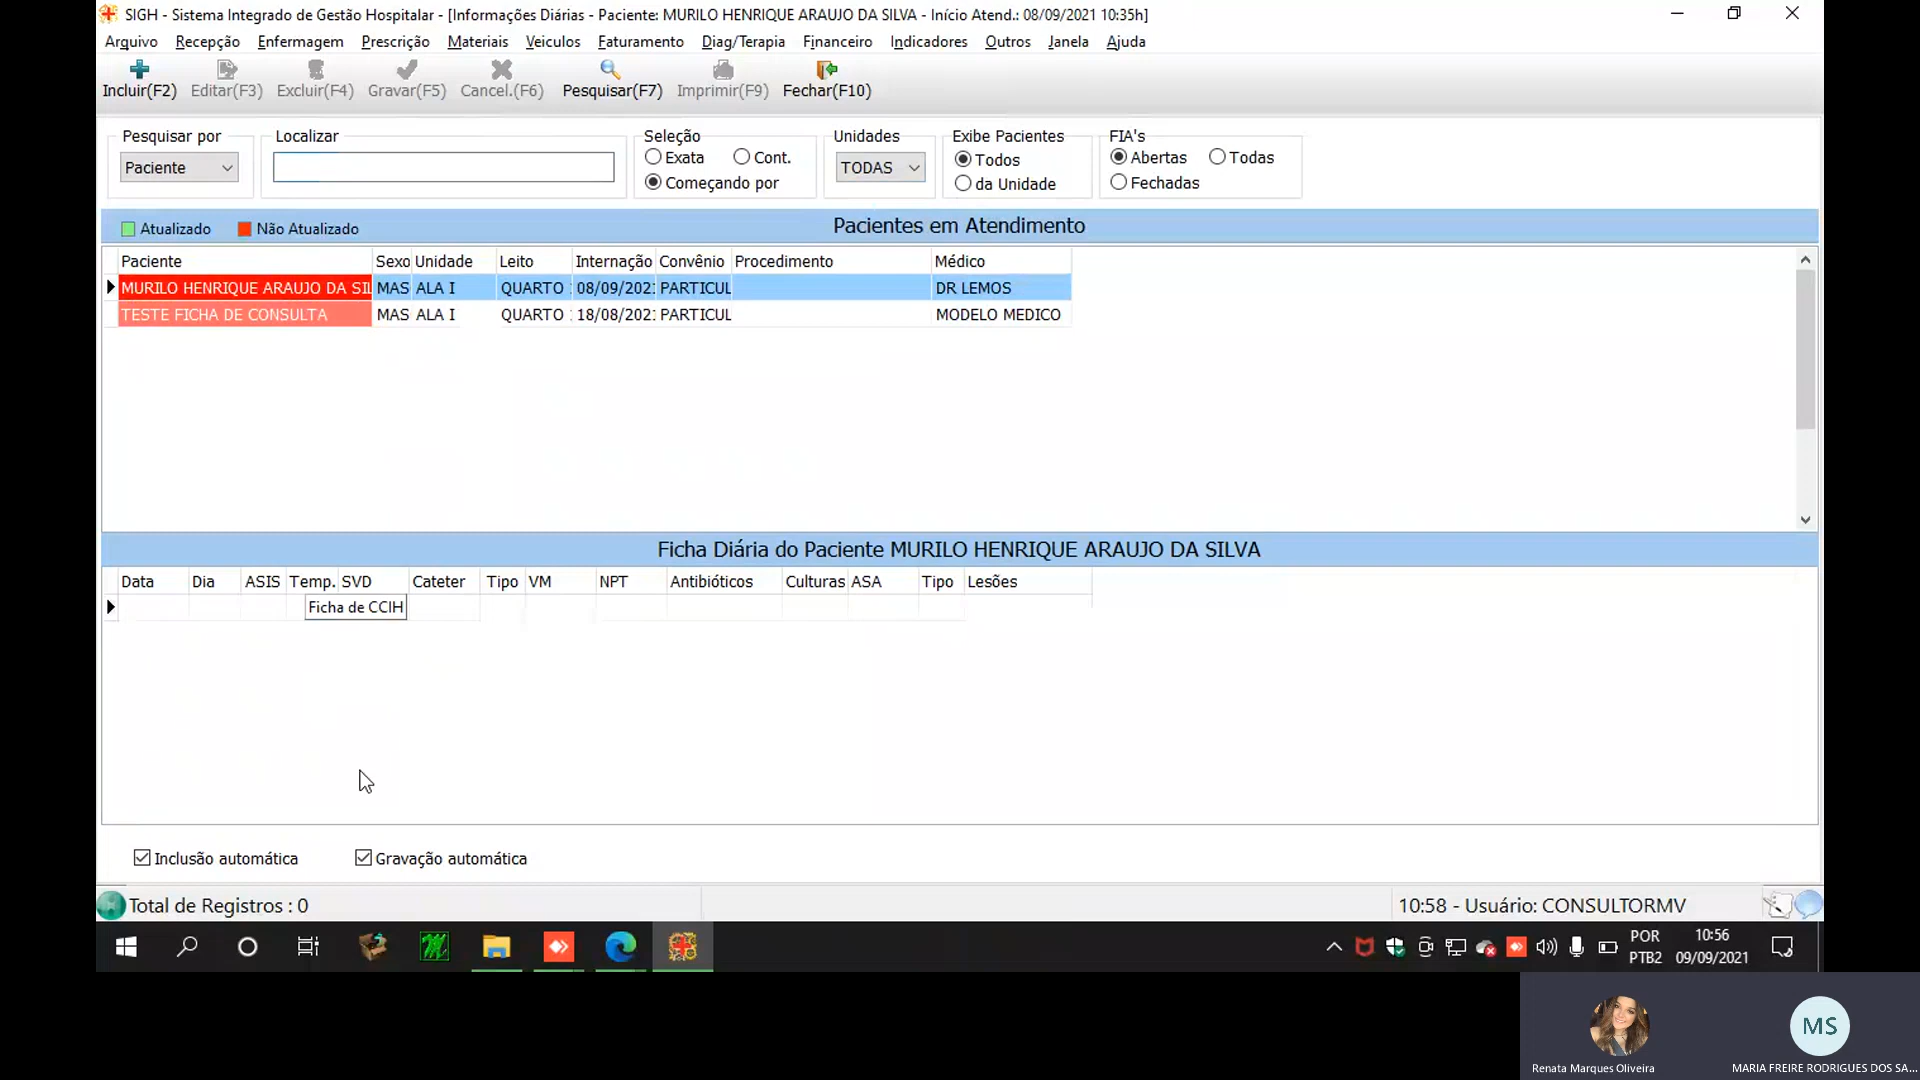 SIGH - Sistema Integrado de Gestão Hospitalar - [Informações Diárias - Paciente: MURILO HENRIQUE ARAUJO DA SILVA - Início Atend.: 08/09/2021 10:35h]
Arquivo Recepção Enfermagem Prescrição Materiais Veiculos Faturamento Diag/Terapia Financeiro Indicadores Outros Janela Ajuda
Incluir(F2) Editar(F3) Excluir(F4) Gravar(F5) Cancel.(F6) Pesquisar(F7) Imprimir(F9) Fechar(F10)
Pesquisar por Localizar Seleção Unidades Exibe Pacientes FIA's
Paciente Exata Cont. TODAS Todos Abertas Todas
Começando por da Unidade Fechadas
Atualizado Não Atualizado Pacientes em Atendimento
Paciente Sexo Unidade Leito Internação Convênio Procedimento Médico
MURILO HENRIQUE ARAUJO DA SIL MAS ALA I QUARTO 08/09/202: PARTICUL DR LEMOS
TESTE FICHA DE CONSULTA MAS ALA I QUARTO 18/08/202: PARTICUL MODELO MEDICO
Ficha Diária do Paciente MURILO HENRIQUE ARAUJO DA SILVA
Data Dia ASIS Temp. SVD Cateter Tipo VM NPT Antibióticos Culturas ASA Tipo Lesões
Ficha de CCIH
Inclusão automática Gravação automática
Total de Registros : 0 10:58 - Usuário: CONSULTORMV
POR 10:56
PTB2 09/09/2021
MS
Renata Marques Oliveira MARIA FREIRE RODRIGUES DOS SA...